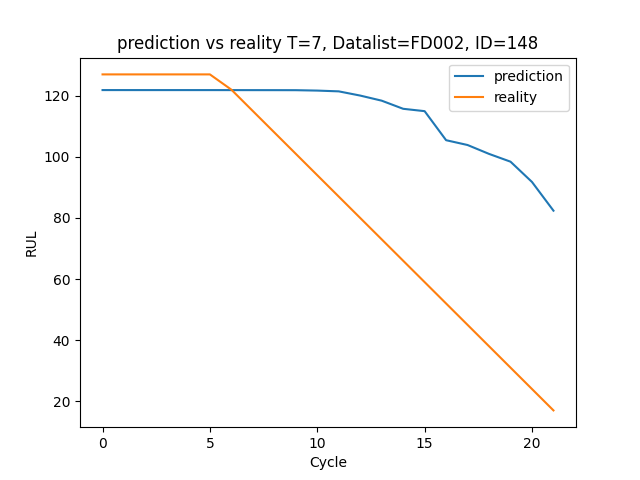 prediction vs reality T=7, Datalist=FD002, ID=148
prediction
reality
RUL
120
100
80
60
40
20
0 5 10 15 20
Cycle